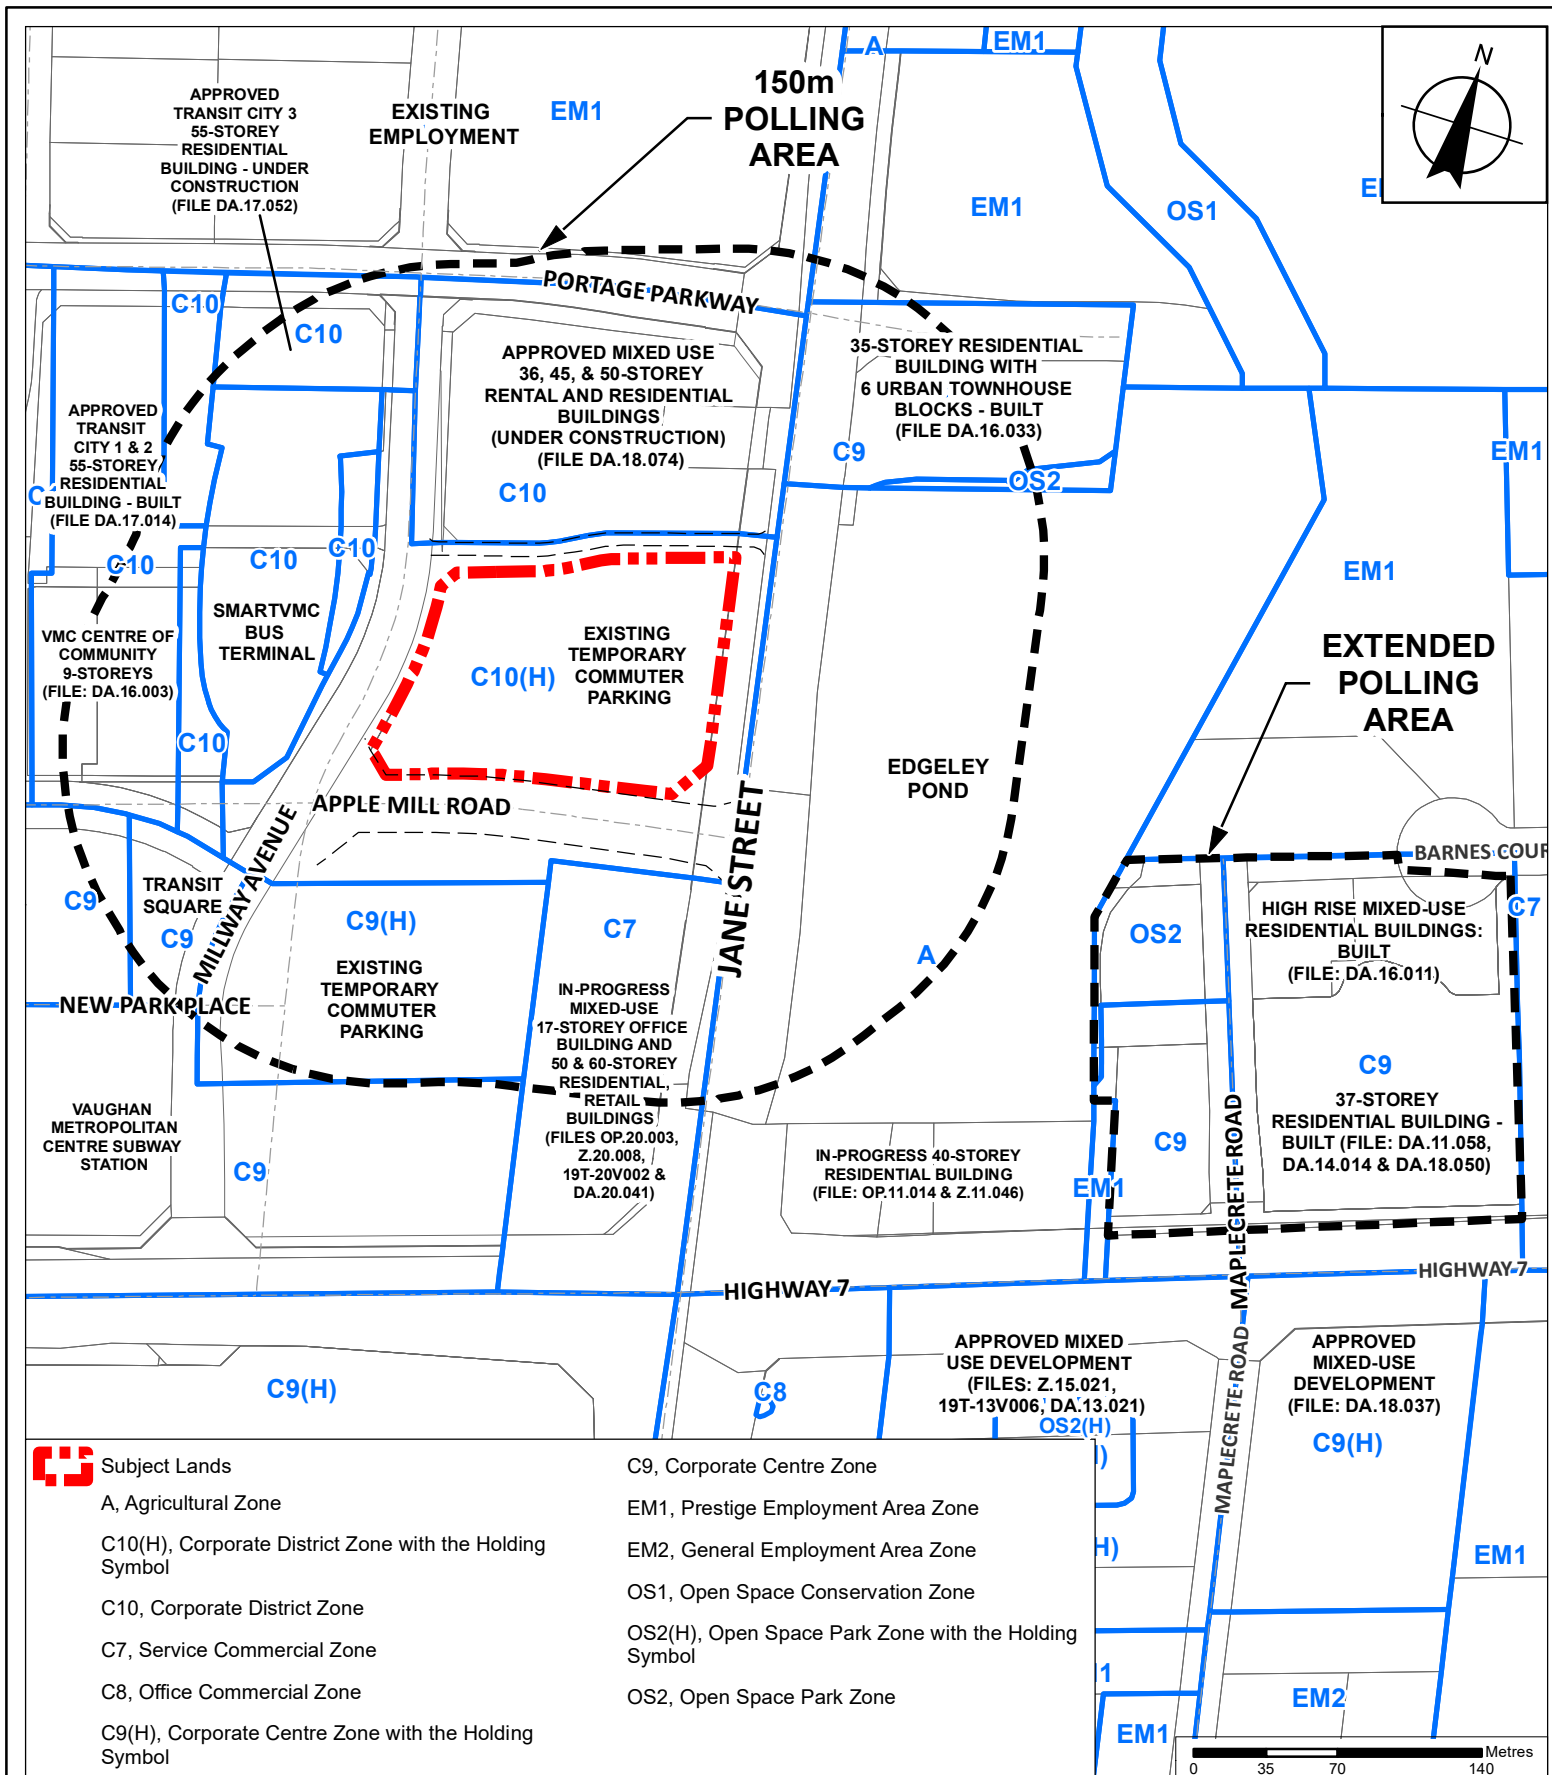 A
EM1
N
150m
POLLING
AREA
APPROVED
TRANSIT CITY 3
55-STOREY
RESIDENTIAL
BUILDING - UNDER
CONSTRUCTION
(FILE DA.17.052)
EXISTING
EMPLOYMENT
EM1
EM1
OS1
PORTAGE PARKWAY
C10
C10
APPROVED MIXED USE
36, 45, & 50-STOREY
RENTAL AND RESIDENTIAL
BUILDINGS
(UNDER CONSTRUCTION)
(FILE DA.18.074)
C10
35-STOREY RESIDENTIAL
BUILDING WITH
6 URBAN TOWNHOUSE
BLOCKS - BUILT
(FILE DA.16.033)
C9
OS2
EM1
APPROVED
TRANSIT
CITY 1 & 2
55-STOREY
RESIDENTIAL
BUILDING - BUILT
(FILE DA.17.014)
C10
C10
C10
SMARTVMC
BUS
TERMINAL
VMC CENTRE OF
COMMUNITY
9-STOREYS
(FILE: DA.16.003)
C10
C10(H)
EXISTING
TEMPORARY
COMMUTER
PARKING
EM1
EXTENDED
POLLING
AREA
EDGELEY
POND
APPLE MILL ROAD
MILLWAY AVENUE
JANE STREET
BARNES COUR
TRANSIT
SQUARE
C9
C9
C9(H)
EXISTING
TEMPORARY
COMMUTER
PARKING
NEW PARK PLACE
C7
IN-PROGRESS
MIXED-USE
17-STOREY OFFICE
BUILDING AND
50 & 60-STOREY
RESIDENTIAL,
RETAIL
BUILDINGS
(FILES OP.20.003,
Z.20.008,
19T-20V002 &
DA.20.041)
A
OS2
HIGH RISE MIXED-USE
RESIDENTIAL BUILDINGS:
BUILT
(FILE: DA.16.011)
C7
C9
37-STOREY
RESIDENTIAL BUILDING -
BUILT (FILE: DA.11.058,
DA.14.014 & DA.18.050)
MAPLECRETE ROAD
C9
EM1
VAUGHAN
METROPOLITAN
CENTRE SUBWAY
STATION
C9
IN-PROGRESS 40-STOREY
RESIDENTIAL BUILDING
(FILE: OP.11.014 & Z.11.046)
HIGHWAY 7
HIGHWAY 7
C9(H)
C8
APPROVED MIXED
USE DEVELOPMENT
(FILES: Z.15.021,
19T-13V006, DA.13.021)
OS2(H)
MAPLECRETE ROAD
APPROVED
MIXED-USE
DEVELOPMENT
(FILE: DA.18.037)
C9(H)
EM1
EM2
EM1
Subject Lands
A, Agricultural Zone
C10(H), Corporate District Zone with the Holding
Symbol
C10, Corporate District Zone
C7, Service Commercial Zone
C8, Office Commercial Zone
C9(H), Corporate Centre Zone with the Holding
Symbol
C9, Corporate Centre Zone
EM1, Prestige Employment Area Zone
EM2, General Employment Area Zone
OS1, Open Space Conservation Zone
OS2(H), Open Space Park Zone with the Holding
Symbol
OS2, Open Space Park Zone
Metres
0 35 70 140